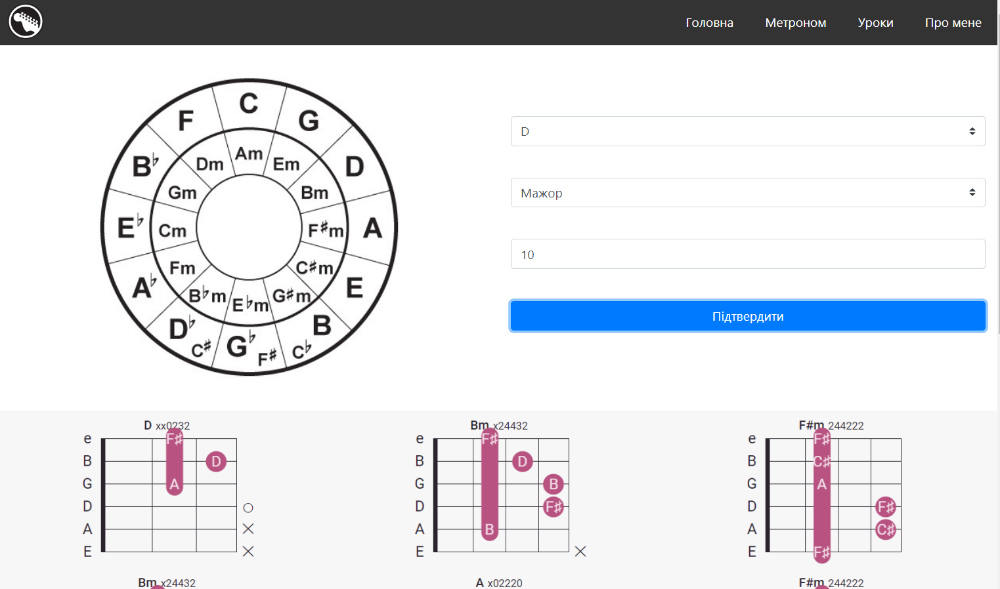 Головна Метроном Уроки Про мене
C
F G
B♭ D
Am
Dm Em
Gm Bm
E♭ Cm F♯m A
Fm C♯m
A♭ E
B♭m E♭m G♯m
D♭ C♯ G♭ F♯ C♭ B
D
Мажор
10
Підтвердити
D xx0232
e F♯
B D
G A
D
A
E
Bm x24432
e F♯
B D
G B
D F♯
A B
E
F#m 244222
e F♯
B C♯
G A
D F♯
A C♯
E F♯
Bm x24432
A x02220
F#m 244222